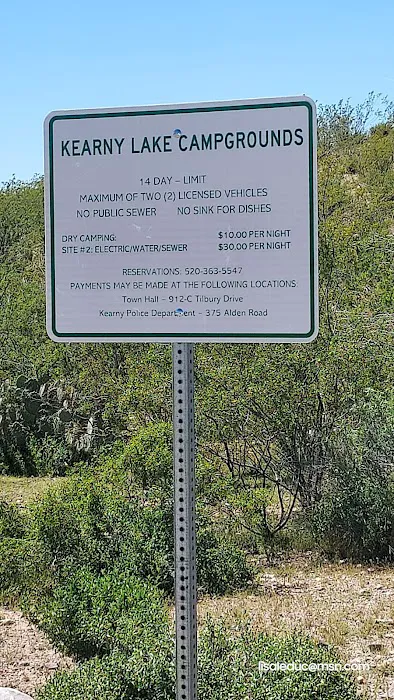 KEARNY LAKE CAMPGROUNDS
14 DAY – LIMIT
MAXIMUM OF TWO (2) LICENSED VEHICLES
NO PUBLIC SEWER NO SINK FOR DISHES
DRY CAMPING: $10.00 PER NIGHT
SITE #2: ELECTRIC/WATER/SEWER $30.00 PER NIGHT
RESERVATIONS: 520-363-5547
PAYMENTS MAY BE MADE AT THE FOLLOWING LOCATIONS:
Town Hall – 912-C Tilbury Drive
Kearny Police Department – 375 Alden Road
lisaleduc@msn.com